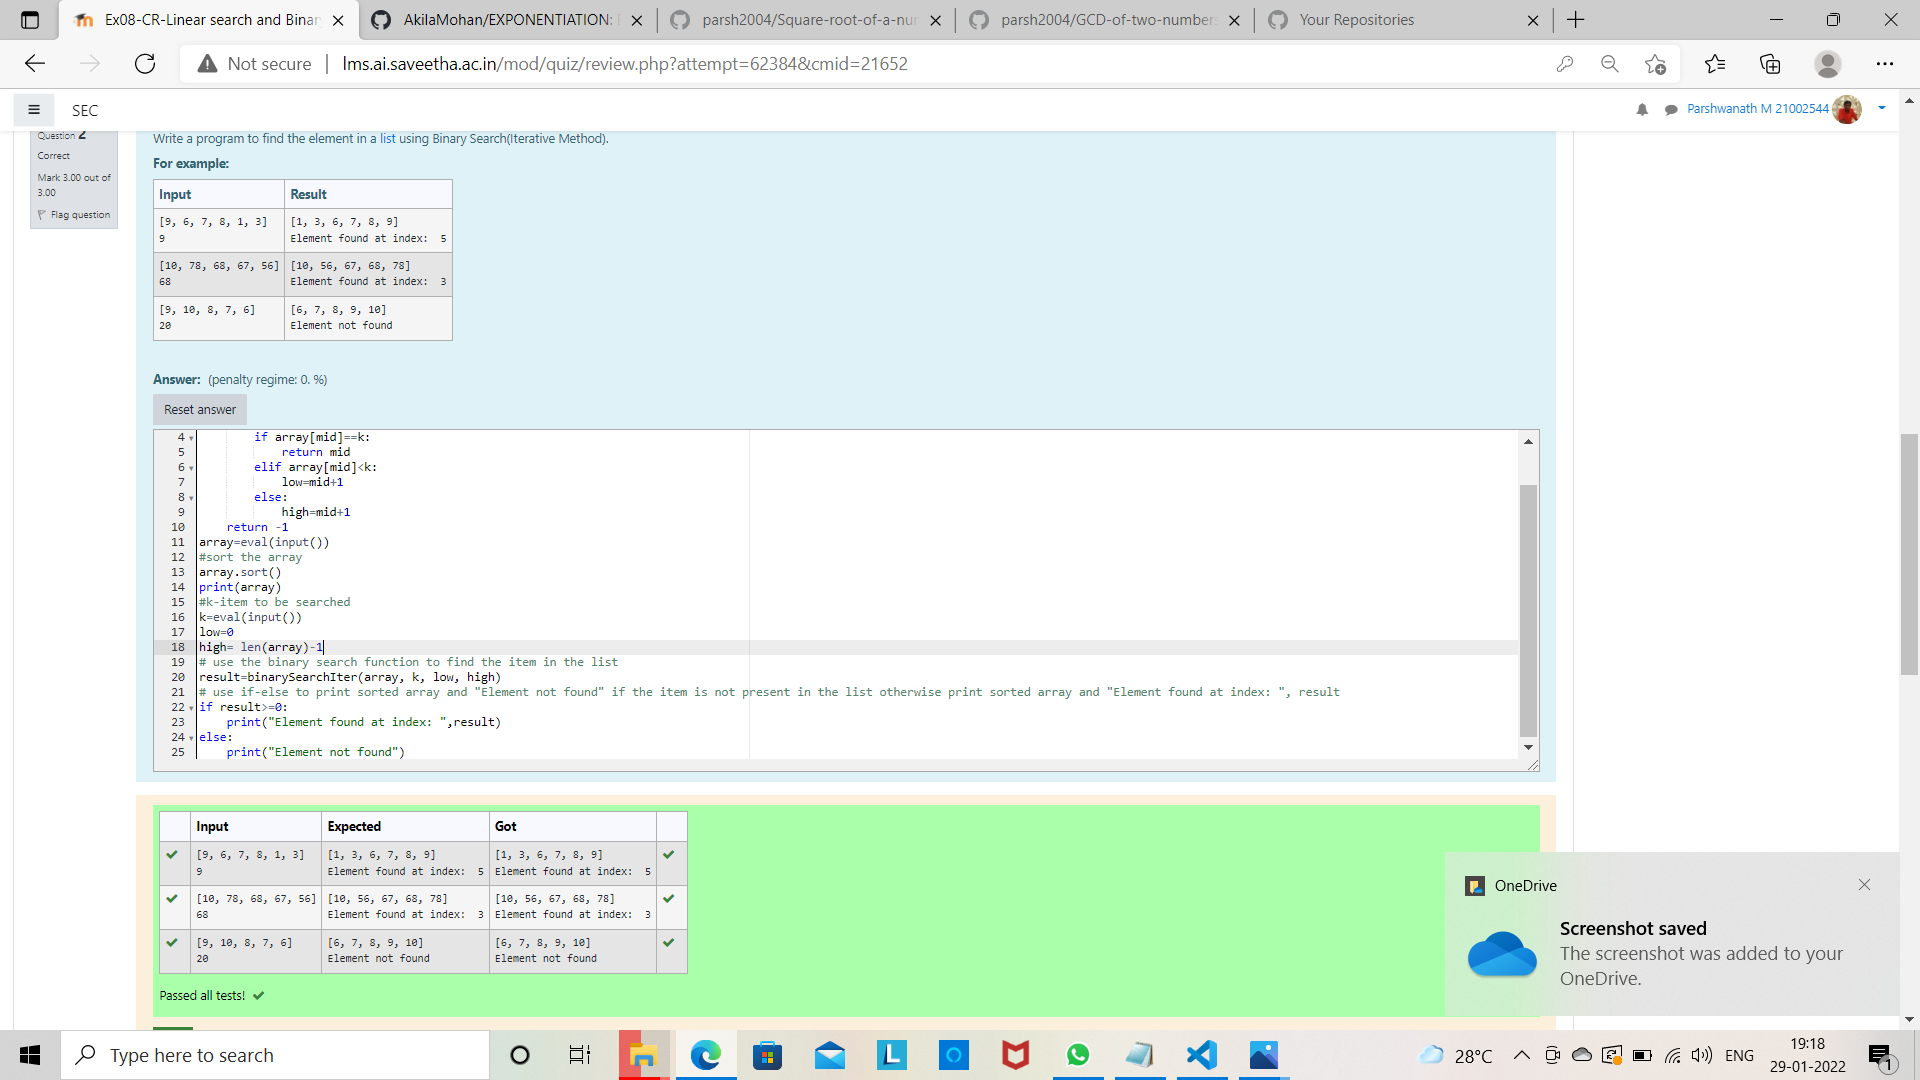 Ex08-CR-Linear search and Binar
AkilaMohan/EXPONENTIATION:
parsh2004/Square-root-of-a-nu
parsh2004/GCD-of-two-number
Your Repositories
Not secure | lms.ai.saveetha.ac.in/mod/quiz/review.php?attempt=62384&cmid=21652
SEC
Parshwanath M 21002544
Question 2
Correct
Mark 3.00 out of
3.00
Flag question
Write a program to find the element in a list using Binary Search(Iterative Method).
For example:
Input Result
[9, 6, 7, 8, 1, 3] [1, 3, 6, 7, 8, 9]
9 Element found at index:  5
[10, 78, 68, 67, 56] [10, 56, 67, 68, 78]
68 Element found at index:  3
[9, 10, 8, 7, 6] [6, 7, 8, 9, 10]
20 Element not found
Answer: (penalty regime: 0. %)
Reset answer
4 if array[mid]==k:
5 return mid
6 elif array[mid]<k:
7 low=mid+1
8 else:
9 high=mid+1
10 return -1
11 array=eval(input())
12 #sort the array
13 array.sort()
14 print(array)
15 #k-item to be searched
16 k=eval(input())
17 low=0
18 high= len(array)-1
19 # use the binary search function to find the item in the list
20 result=binarySearchIter(array, k, low, high)
21 # use if-else to print sorted array and "Element not found" if the item is not present in the list otherwise print sorted array and "Element found at index: ", result
22 if result>=0:
23 print("Element found at index: ",result)
24 else:
25 print("Element not found")
Input Expected Got
[9, 6, 7, 8, 1, 3] [1, 3, 6, 7, 8, 9] [1, 3, 6, 7, 8, 9]
9 Element found at index:  5 Element found at index:  5
[10, 78, 68, 67, 56] [10, 56, 67, 68, 78] [10, 56, 67, 68, 78]
68 Element found at index:  3 Element found at index:  3
[9, 10, 8, 7, 6] [6, 7, 8, 9, 10] [6, 7, 8, 9, 10]
20 Element not found Element not found
Passed all tests!
OneDrive
Screenshot saved
The screenshot was added to your
OneDrive.
Type here to search
L
28°C
ENG
19:18
29-01-2022
1